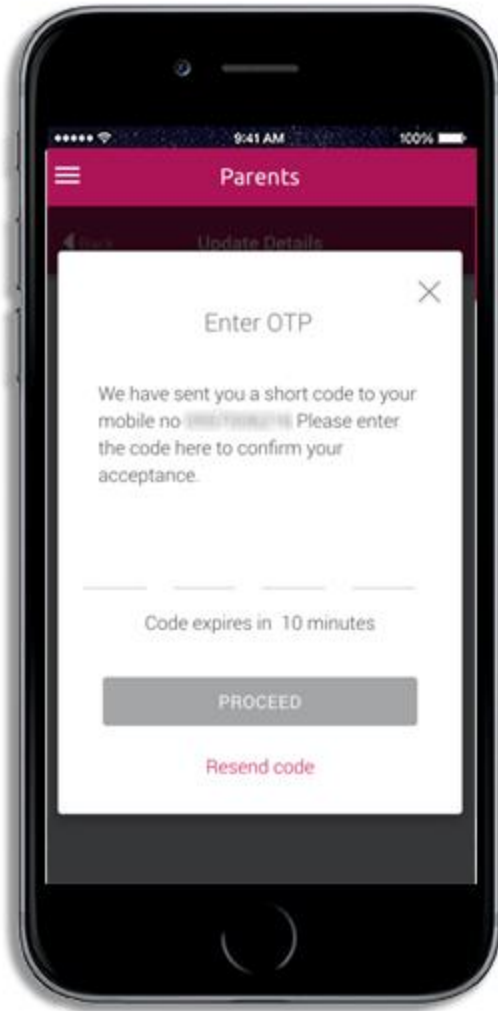 9:41 AM 100%
Parents
Back Update Details
Enter OTP
We have sent you a short code to your
mobile no Please enter
the code here to confirm your
acceptance.
Code expires in 10 minutes
PROCEED
Resend code